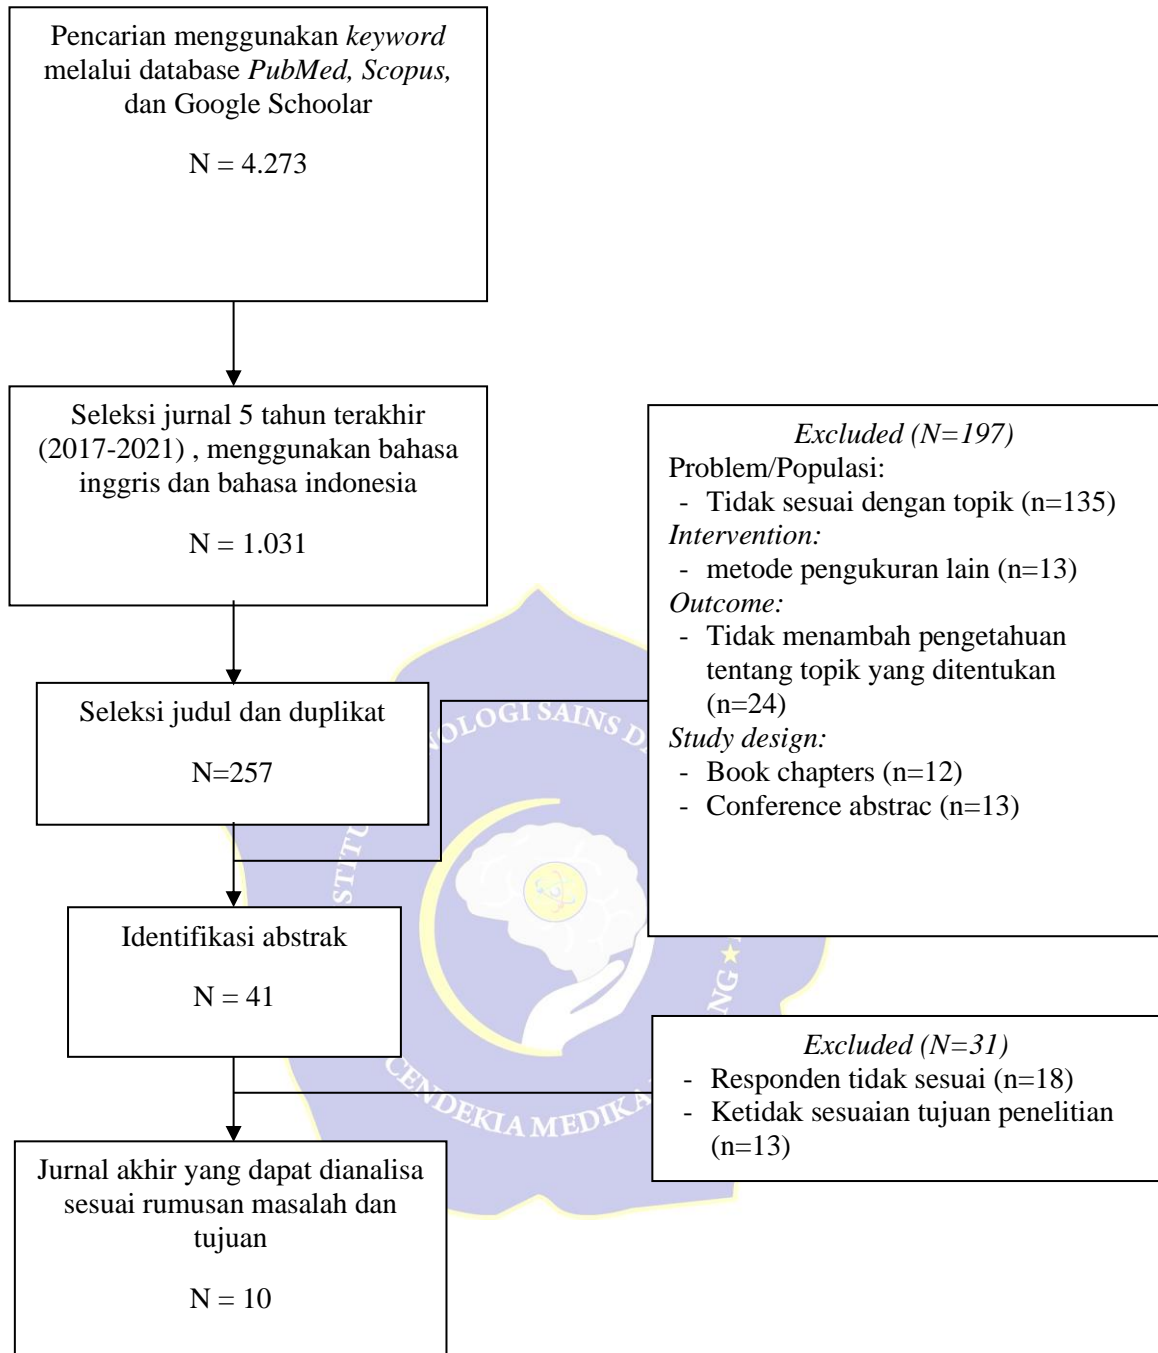 Pencarian menggunakan keyword
melalui database PubMed, Scopus,
dan Google Schoolar
N = 4.273
Seleksi jurnal 5 tahun terakhir
(2017-2021) , menggunakan bahasa
inggris dan bahasa indonesia
N = 1.031
Seleksi judul dan duplikat
N=257
Excluded (N=197)
Problem/Populasi:
- Tidak sesuai dengan topik (n=135)
Intervention:
- metode pengukuran lain (n=13)
Outcome:
- Tidak menambah pengetahuan
tentang topik yang ditentukan
(n=24)
Study design:
- Book chapters (n=12)
- Conference abstrac (n=13)
Identifikasi abstrak
N = 41
Excluded (N=31)
- Responden tidak sesuai (n=18)
- Ketidak sesuaian tujuan penelitian
(n=13)
Jurnal akhir yang dapat dianalisa
sesuai rumusan masalah dan
tujuan
N = 10
SAINS
CENDEKIA MEDIKA